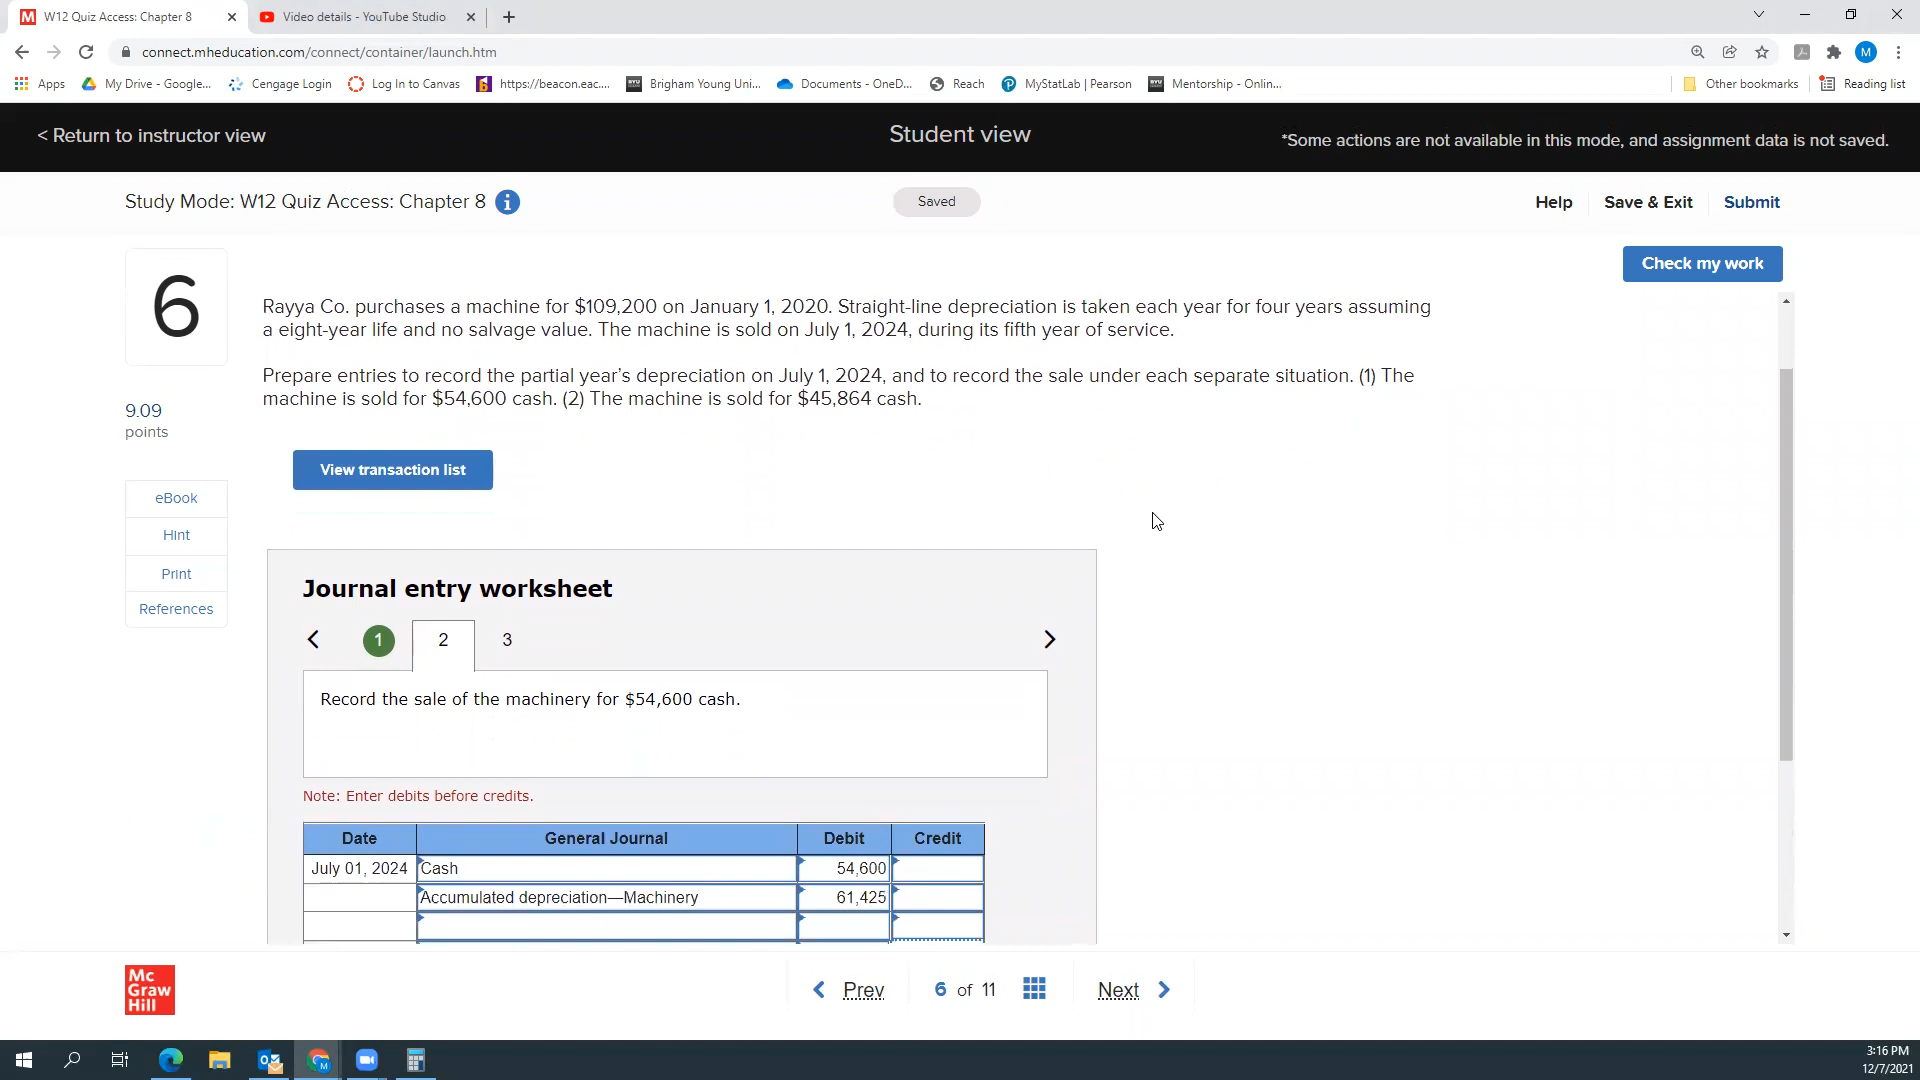 W12 Quiz Access: Chapter 8
Video details - YouTube Studio
connect.mheducation.com/connect/container/launch.htm
M
Apps
My Drive - Google...
Cengage Login
Log In to Canvas
https://beacon.eac....
Brigham Young Uni...
Documents - OneD...
Reach
MyStatLab | Pearson
Mentorship - Onlin...
Other bookmarks
Reading list
< Return to instructor view
Student view
*Some actions are not available in this mode, and assignment data is not saved.
Study Mode: W12 Quiz Access: Chapter 8
Saved
Help
Save & Exit
Submit
6
Check my work
Rayya Co. purchases a machine for $109,200 on January 1, 2020. Straight-line depreciation is taken each year for four years assuming
a eight-year life and no salvage value. The machine is sold on July 1, 2024, during its fifth year of service.
Prepare entries to record the partial year's depreciation on July 1, 2024, and to record the sale under each separate situation. (1) The
machine is sold for $54,600 cash. (2) The machine is sold for $45,864 cash.
9.09
points
View transaction list
eBook
Hint
Print
References
Journal entry worksheet
1
2
3
Record the sale of the machinery for $54,600 cash.
Note: Enter debits before credits.
Date
General Journal
Debit
Credit
July 01, 2024
Cash
54,600
Accumulated depreciation—Machinery
61,425
Mc
Graw
Hill
Prev
6 of 11
Next
3:16 PM
12/7/2021